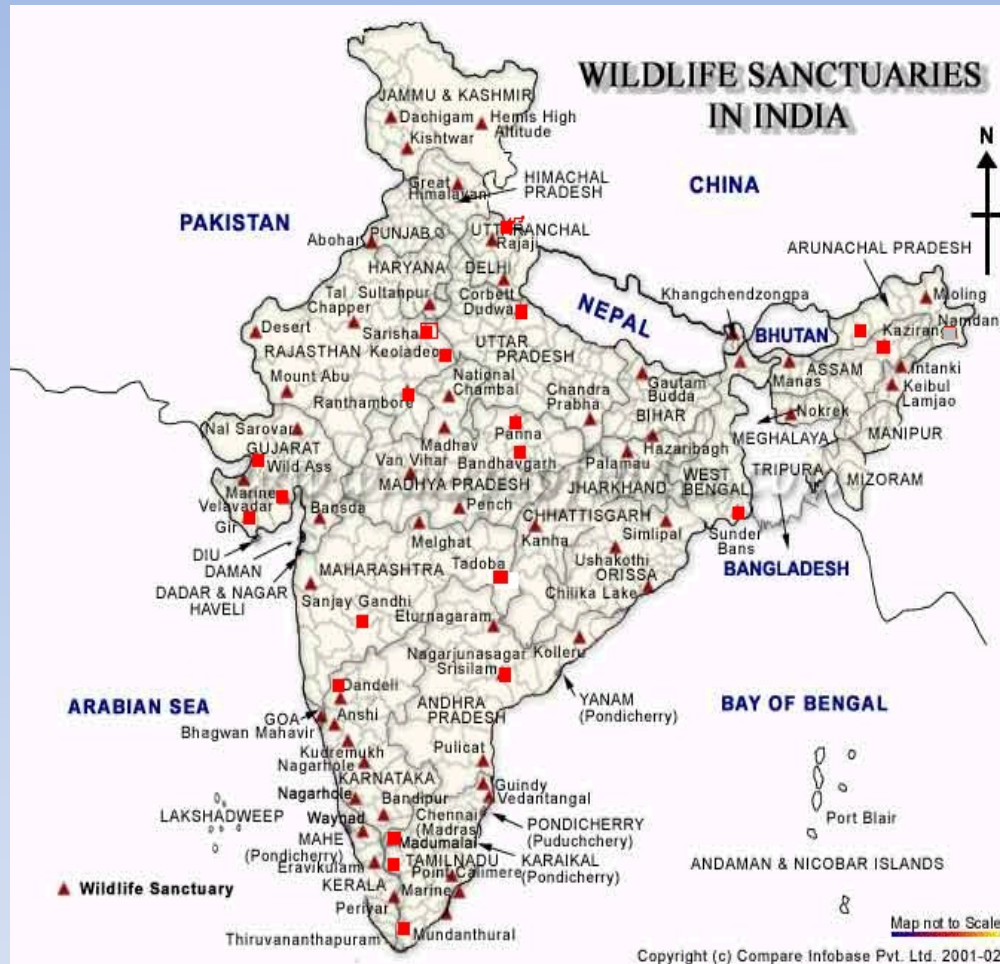 WILDLIFE SANCTUARIES
IN INDIA
JAMMU & KASHMIR
Dachigam
Hemis High
Altitude
Kishtwar
N
Great
Himalayan
HIMACHAL
PRADESH
CHINA
PAKISTAN
UTTARANCHAL
Abohar
PUNJAB
Rajaji
ARUNACHAL PRADESH
HARYANA
DELHI
Tal
Chapper
Sultanpur
Corbett
Dudwa
NEPAL
Khangchendzongpa
Mioling
Desert
Sarisha
BHUTAN
Kaziran
Namdan
RAJASTHAN
Keoladeo
UTTAR
PRADESH
ASSAM
Intanki
Mount Abu
National
Chambal
Chandra
Prabha
Gautam
Budda
Manas
Keibul
Lamjao
Ranthambore
BIHAR
Nokrek
Nal Sarovar
Madhav
Panna
MEGHALAYA
MANIPUR
GUJARAT
Hazaribagh
Wild Ass
Van Vihar
Bandhavgarh
Palamau
WEST
BENGAL
TRIPURA
MIZORAM
MADHYA PRADESH
JHARKHAND
Marine
Velavadar
Bansda
Pench
CHHATTISGARH
Gir
Melghat
Kanha
Simlipal
Sunder
Bans
DIU
DAMAN
Tadoba
Ushakothi
ORISSA
BANGLADESH
MAHARASHTRA
DADAR & NAGAR
HAVELI
Chilika Lake
Sanjay Gandhi
Eturnagaram
Nagarjunasagar
Srisilam
Kolleru
Dandeli
ARABIAN SEA
ANDHRA
PRADESH
YANAM
(Pondicherry)
BAY OF BENGAL
GOA
Anshi
Bhagwan Mahavir
Kudremukh
Pulicat
Nagarhole
KARNATAKA
Guindy
Nagarhole
Bandipur
Vedantangal
LAKSHADWEEP
Waynad
Chennai
(Madras)
PONDICHERRY
(Puduchchery)
Port Blair
MAHE
(Pondicherry)
Madumalai
Eravikulam
TAMILNADU
KARAIKAL
(Pondicherry)
ANDAMAN & NICOBAR ISLANDS
Point Calimere
Wildlife Sanctuary
KERALA
Marine
Periyar
Map not to Scale
Thiruvananthapuram
Mundanthural
Copyright (c) Compare Infobase Pvt. Ltd. 2001-02